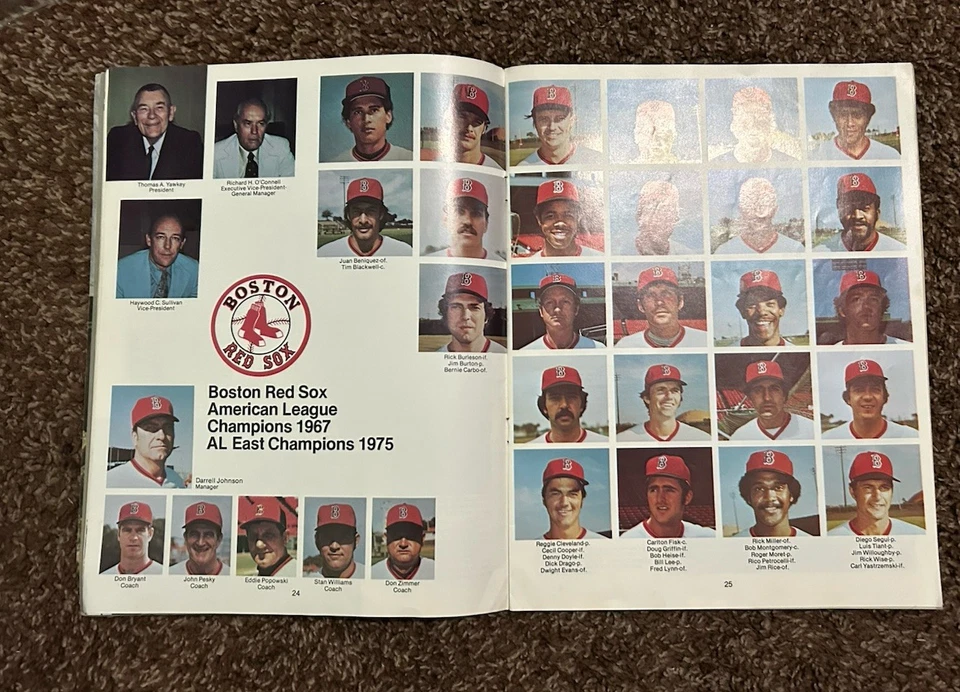 Thomas A. Yawkey
President
Richard H. O'Connell
Executive Vice-President-
General Manager
Haywood C. Sullivan
Vice-President
BOSTON
RED SOX
Juan Beniquez-of.
Tim Blackwell-c.
Rick Burleson-if.
Jim Burton-p.
Bernie Carbo-of.
Boston Red Sox
American League
Champions 1967
AL East Champions 1975
Darrell Johnson
Manager
Don Bryant
Coach
John Pesky
Coach
Eddie Popowski
Coach
Stan Williams
Coach
Don Zimmer
Coach
24
Reggie Cleveland-p.
Cecil Cooper-if.
Denny Doyle-if.
Dick Drago-p.
Dwight Evans-of.
Carlton Fisk-c.
Doug Griffin-if.
Bob Heise-if.
Bill Lee-p.
Fred Lynn-of.
Rick Miller-of.
Bob Montgomery-c.
Roger Moret-p.
Rico Petrocelli-if.
Jim Rice-of.
Diego Segui-p.
Luis Tiant-p.
Jim Willoughby-p.
Rick Wise-p.
Carl Yastrzemski-if.
25